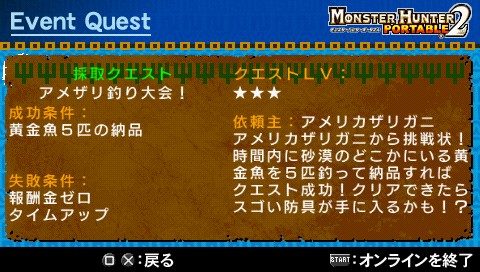 Event Quest
MONSTER HUNTER
PORTABLE 2
採取クエスト
アメザリ釣り大会！
成功条件：
黄金魚５匹の納品
失敗条件：
報酬金ゼロ
タイムアップ
クエストＬＶ：
★★★
依頼主：アメリカザリガニ
アメリカザリガニから挑戦状！
時間内に砂漠のどこかにいる黄
金魚を５匹釣って納品すれば
クエスト成功！クリアできたら
スゴい防具が手に入るかも！？
□ ×:戻る
START:オンラインを終了